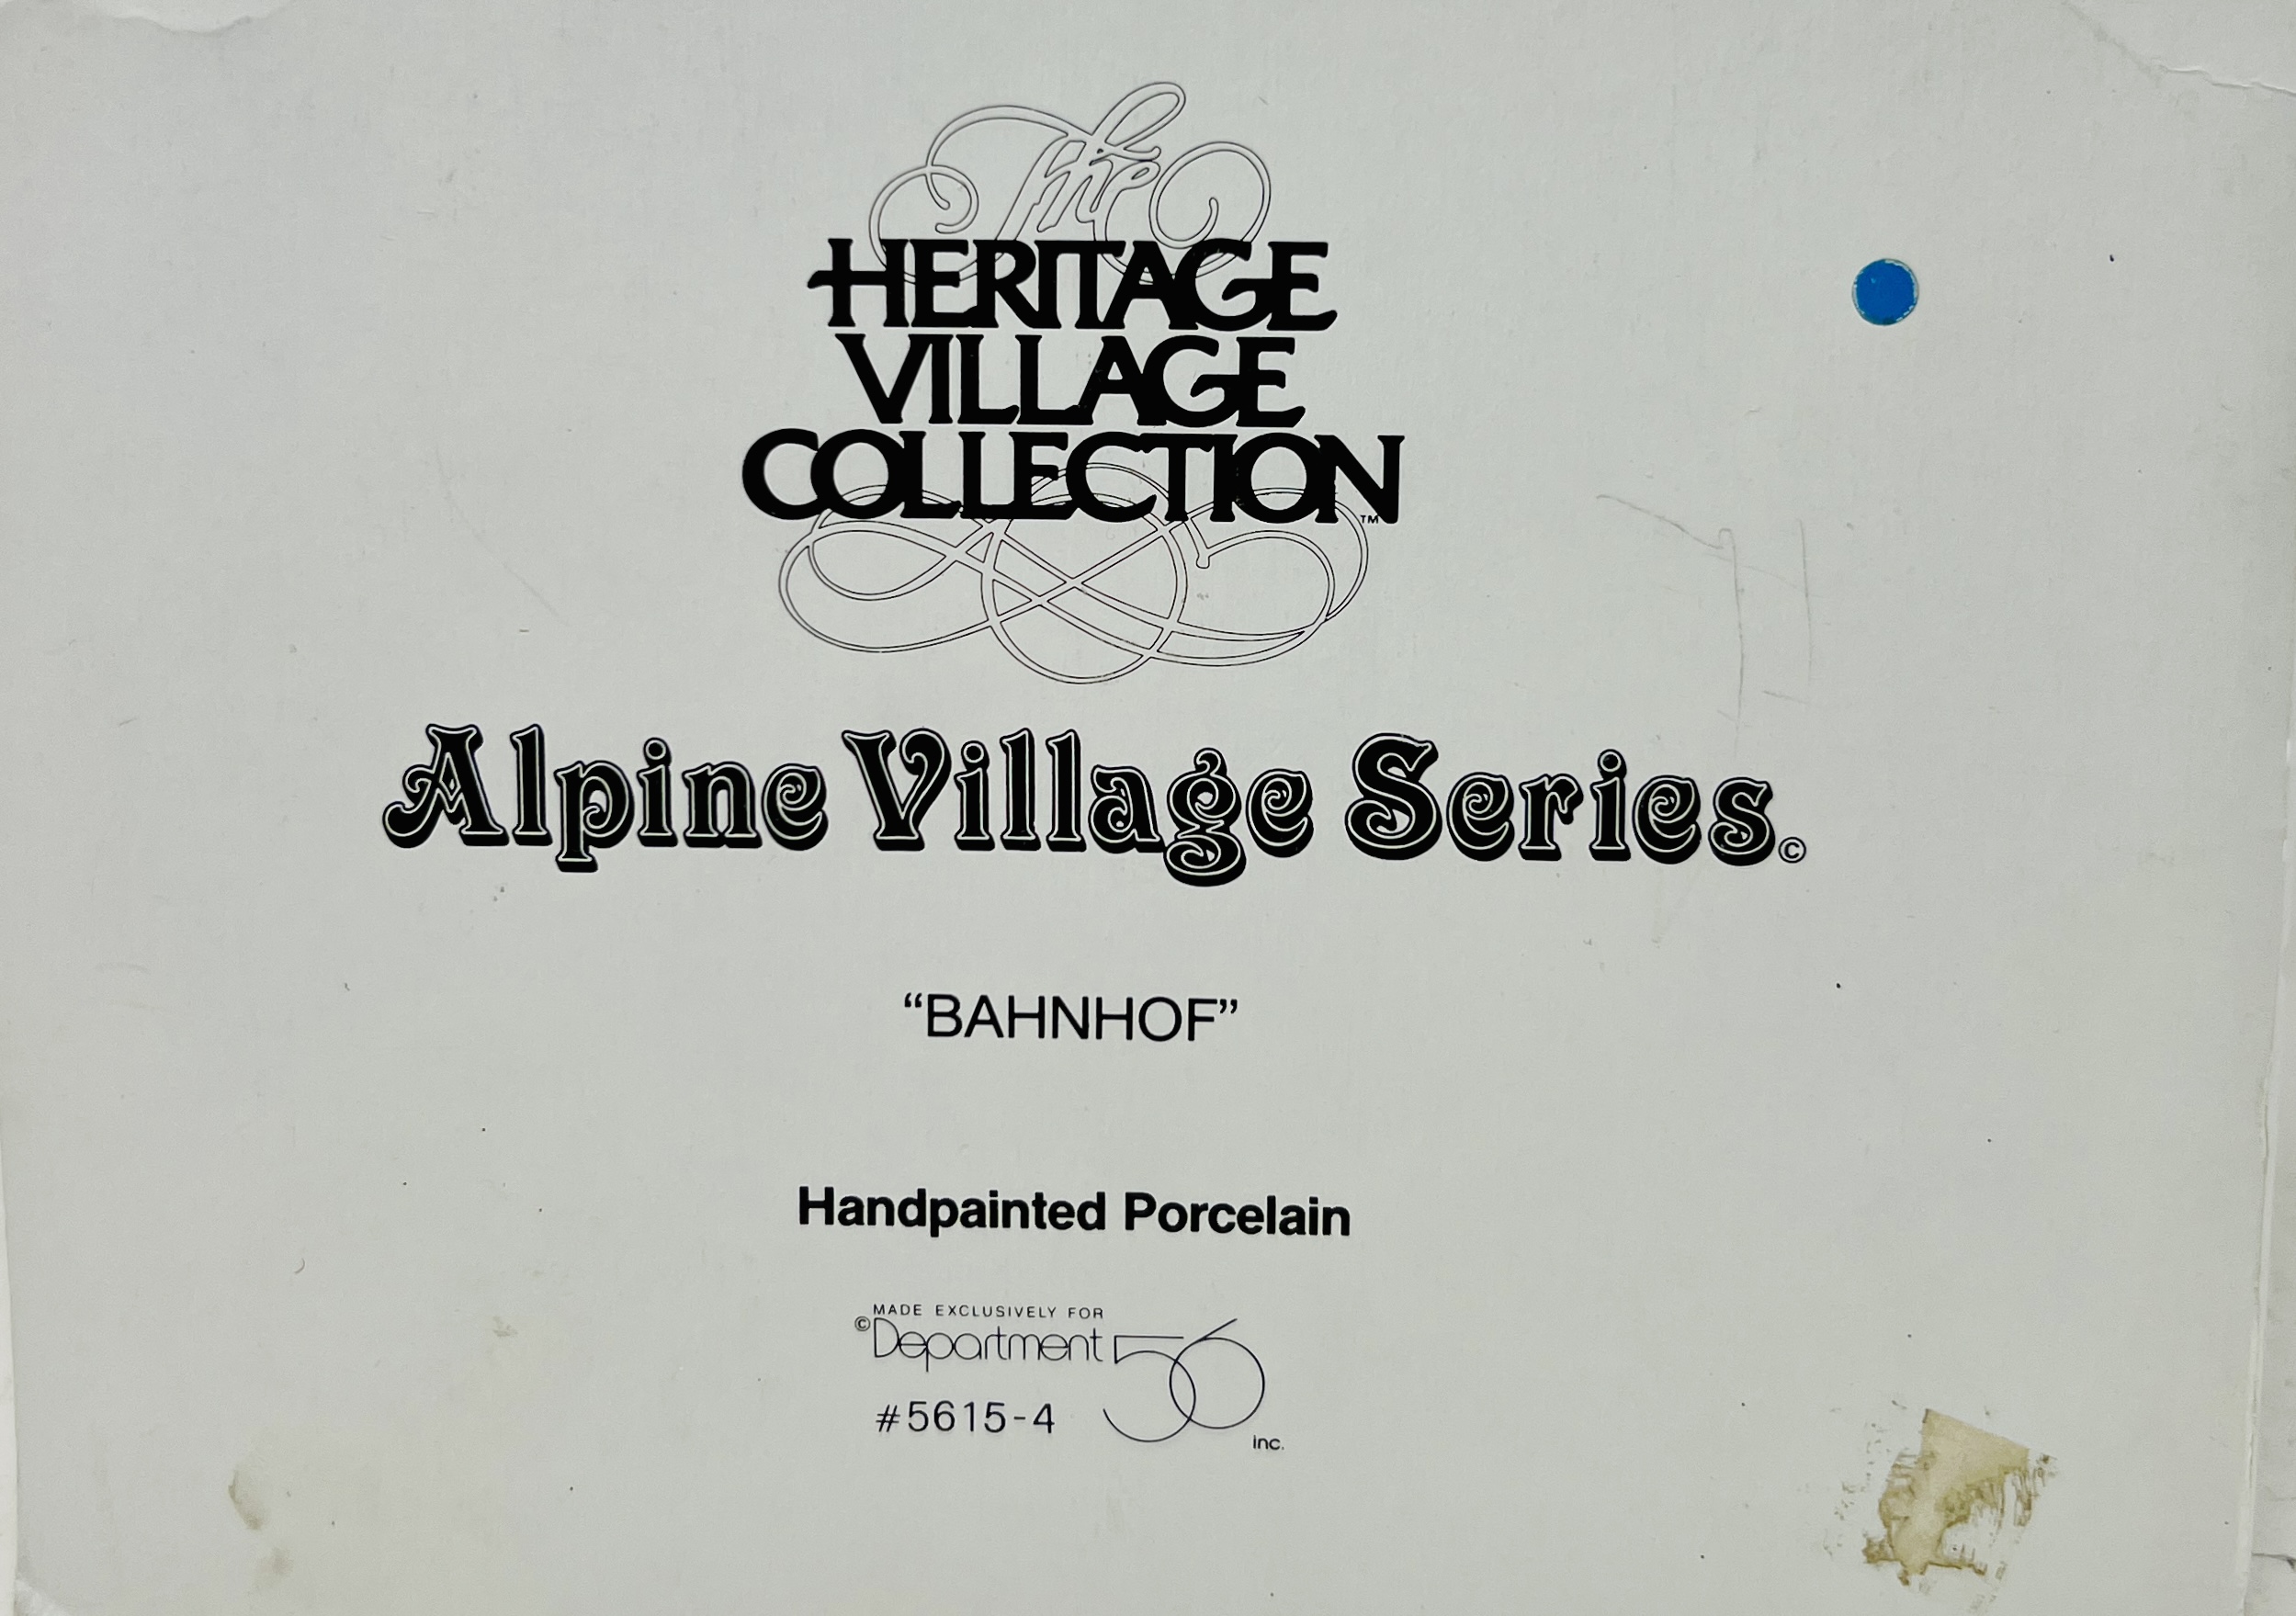 The
HERITAGE
VILLAGE
COLLECTION™
Alpine Village Series©
“BAHNHOF”
Handpainted Porcelain
MADE EXCLUSIVELY FOR
©Department 56
#5615-4
inc.